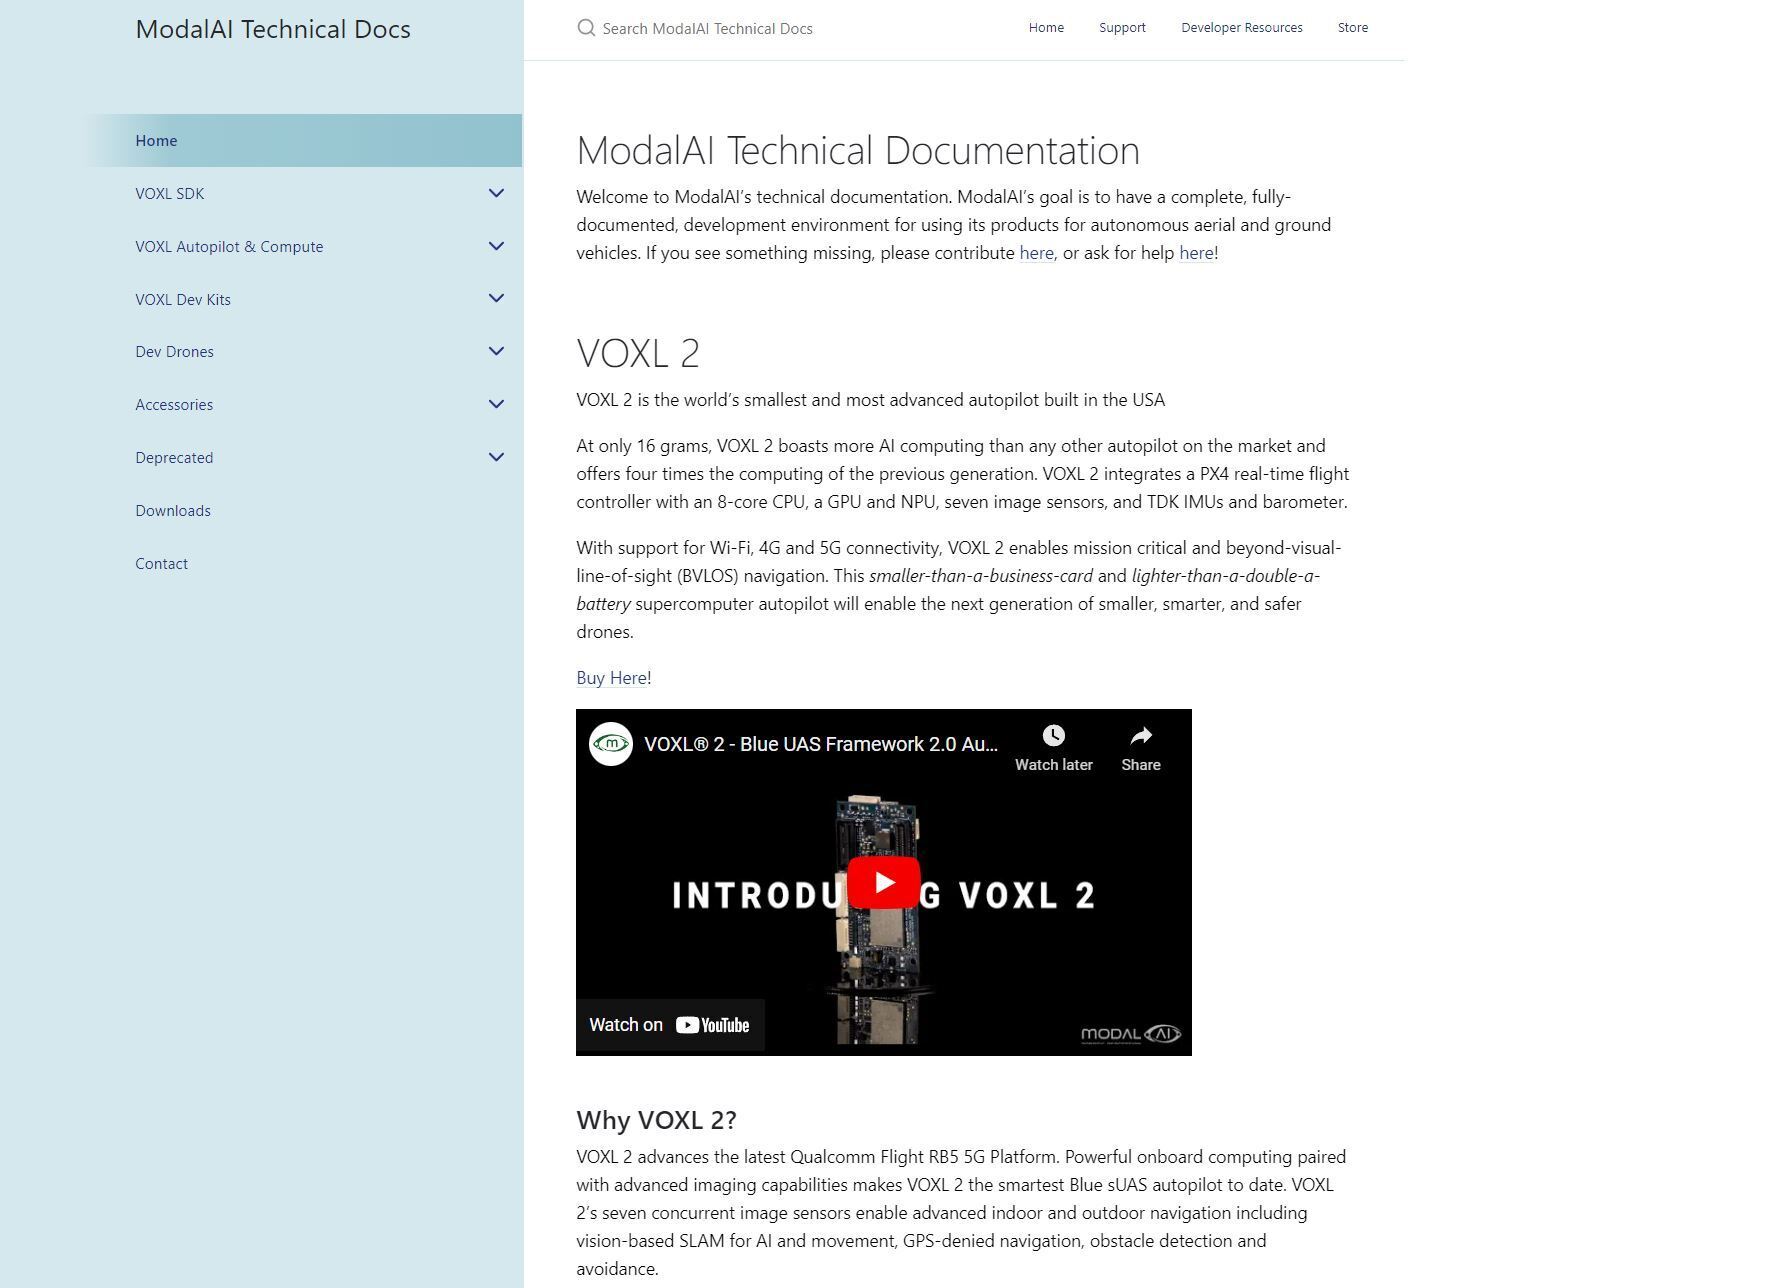 ModalAI Technical Docs
Search ModalAI Technical Docs
Home
Support
Developer Resources
Store
Home
VOXL SDK
VOXL Autopilot & Compute
VOXL Dev Kits
Dev Drones
Accessories
Deprecated
Downloads
Contact
ModalAI Technical Documentation
Welcome to ModalAI’s technical documentation. ModalAI’s goal is to have a complete, fully-
documented, development environment for using its products for autonomous aerial and ground
vehicles. If you see something missing, please contribute here, or ask for help here!
VOXL 2
VOXL 2 is the world’s smallest and most advanced autopilot built in the USA
At only 16 grams, VOXL 2 boasts more AI computing than any other autopilot on the market and
offers four times the computing of the previous generation. VOXL 2 integrates a PX4 real-time flight
controller with an 8-core CPU, a GPU and NPU, seven image sensors, and TDK IMUs and barometer.
With support for Wi-Fi, 4G and 5G connectivity, VOXL 2 enables mission critical and beyond-visual-
line-of-sight (BVLOS) navigation. This smaller-than-a-business-card and lighter-than-a-double-a-
battery supercomputer autopilot will enable the next generation of smaller, smarter, and safer
drones.
Buy Here!
VOXL® 2 - Blue UAS Framework 2.0 Au...
Watch later
Share
INTRODU G VOXL 2
Watch on YouTube
MODAL AI
Why VOXL 2?
VOXL 2 advances the latest Qualcomm Flight RB5 5G Platform. Powerful onboard computing paired
with advanced imaging capabilities makes VOXL 2 the smartest Blue sUAS autopilot to date. VOXL
2’s seven concurrent image sensors enable advanced indoor and outdoor navigation including
vision-based SLAM for AI and movement, GPS-denied navigation, obstacle detection and
avoidance.